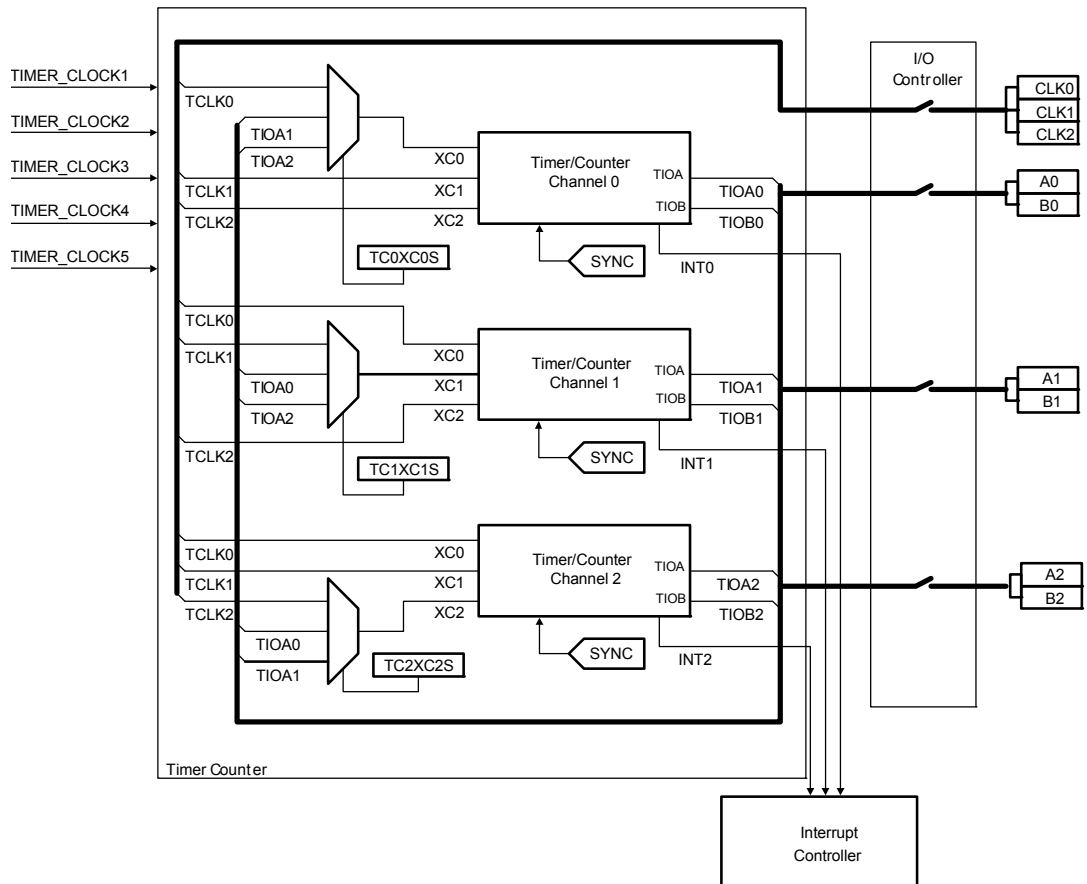 TIMER_CLOCK1
TIMER_CLOCK2
TIMER_CLOCK3
TIMER_CLOCK4
TIMER_CLOCK5
TCLK0
TIOA1
TIOA2
TCLK1
TCLK2
XC0
XC1
XC2
Timer/Counter
Channel 0
TIOA
TIOB
TIOA0
TIOB0
TC0XC0S
SYNC
INT0
TCLK0
TCLK1
TIOA0
TIOA2
TCLK2
XC0
XC1
XC2
Timer/Counter
Channel 1
TIOA
TIOB
TIOA1
TIOB1
TC1XC1S
SYNC
INT1
TCLK0
TCLK1
TCLK2
TIOA0
TIOA1
XC0
XC1
XC2
Timer/Counter
Channel 2
TIOA
TIOB
TIOA2
TIOB2
TC2XC2S
SYNC
INT2
Timer Counter
I/O
Controller
CLK0
CLK1
CLK2
A0
B0
A1
B1
A2
B2
Interrupt
Controller